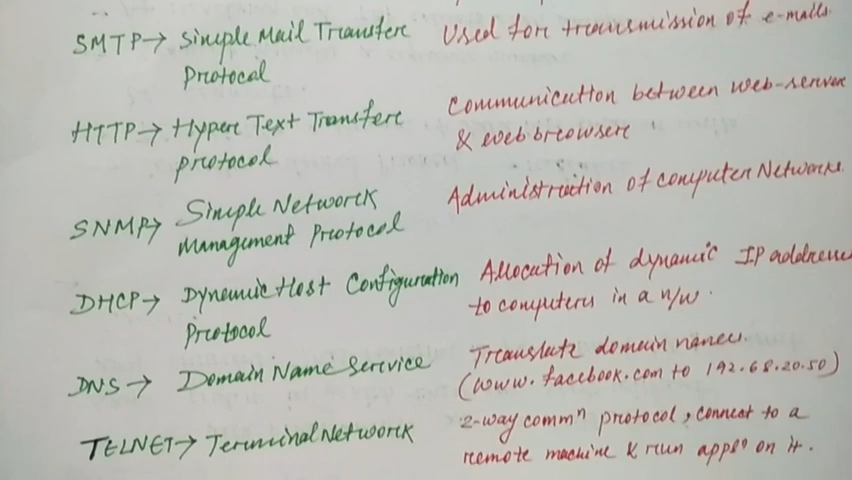 SMTP→ Simple Mail Transfer Used for transmission of e-mails
Protocol
HTTP→ Hyper Text Transfer Communication between web-server
Protocol & web browser
SNMP→ Simple Network Administration of computer Networks.
Management Protocol
DHCP→ Dynamic Host Configuration Allocation of dynamic IP address
Protocol to computers in a n/w.
DNS → Domain Name Service Translate domain names.
(www.facebook.com to 192.68.20.50)
TELNET→ Terminal Network 2-way commⁿ protocol, connect to a
remote machine & run appsⁿ on it.